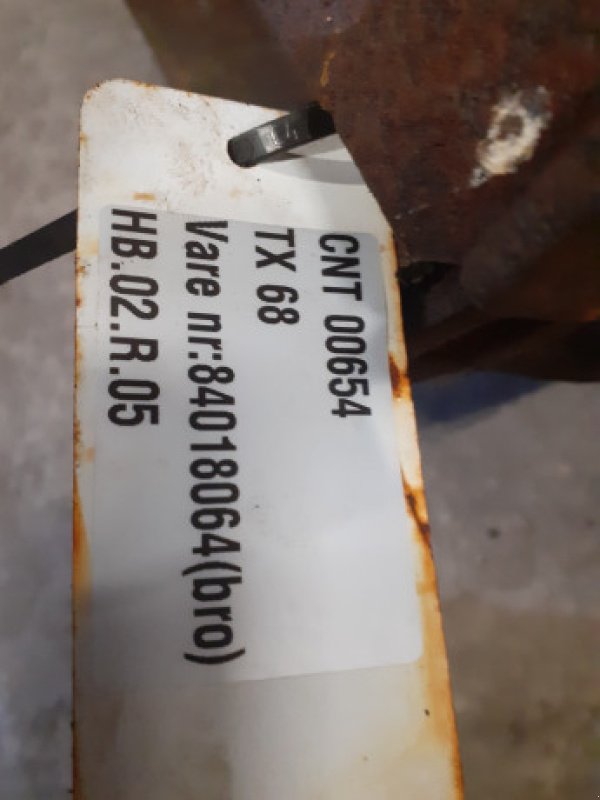 CNT 00654
TX 68
Vare nr:84018064(bro)
HB.02.R.05